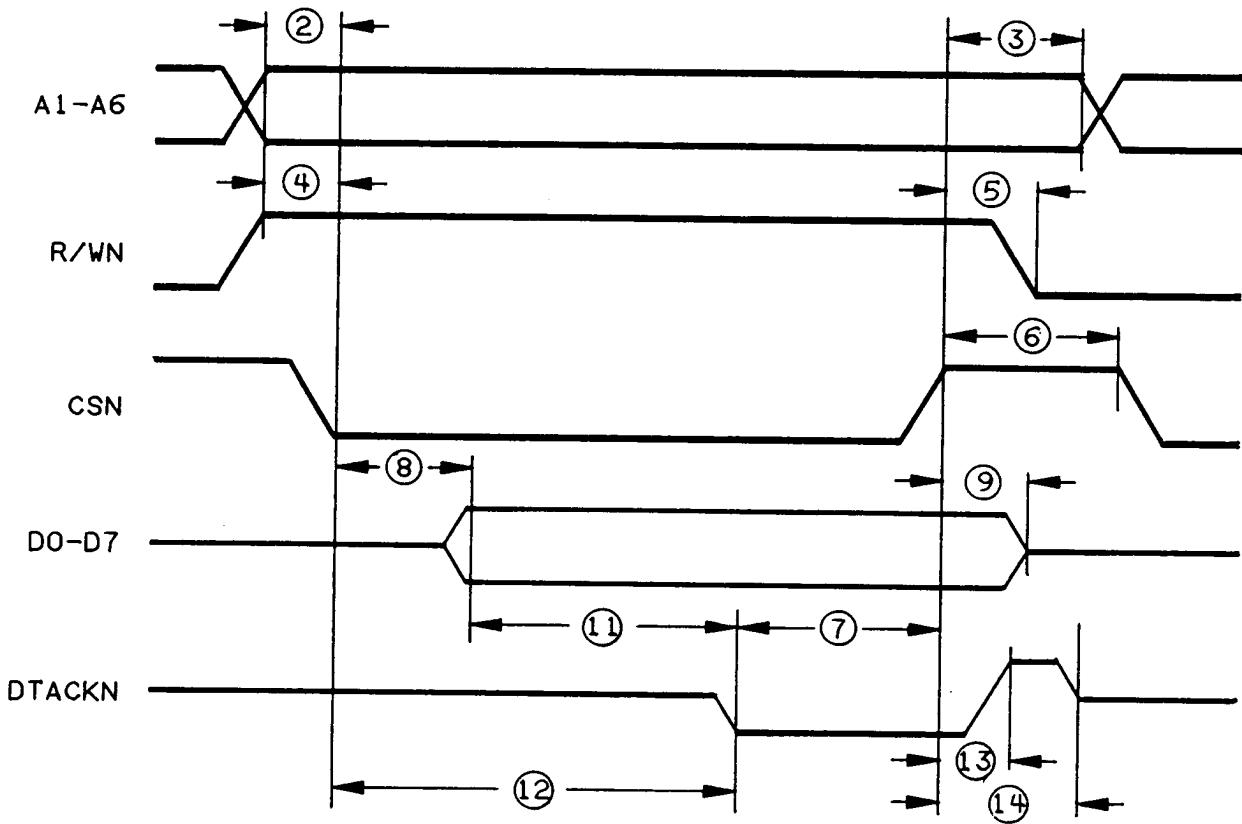 ②
③
A1-A6
④
⑤
R/WN
⑥
CSN
⑧
⑨
D0-D7
⑪
⑦
DTACKN
⑬
⑫
⑭